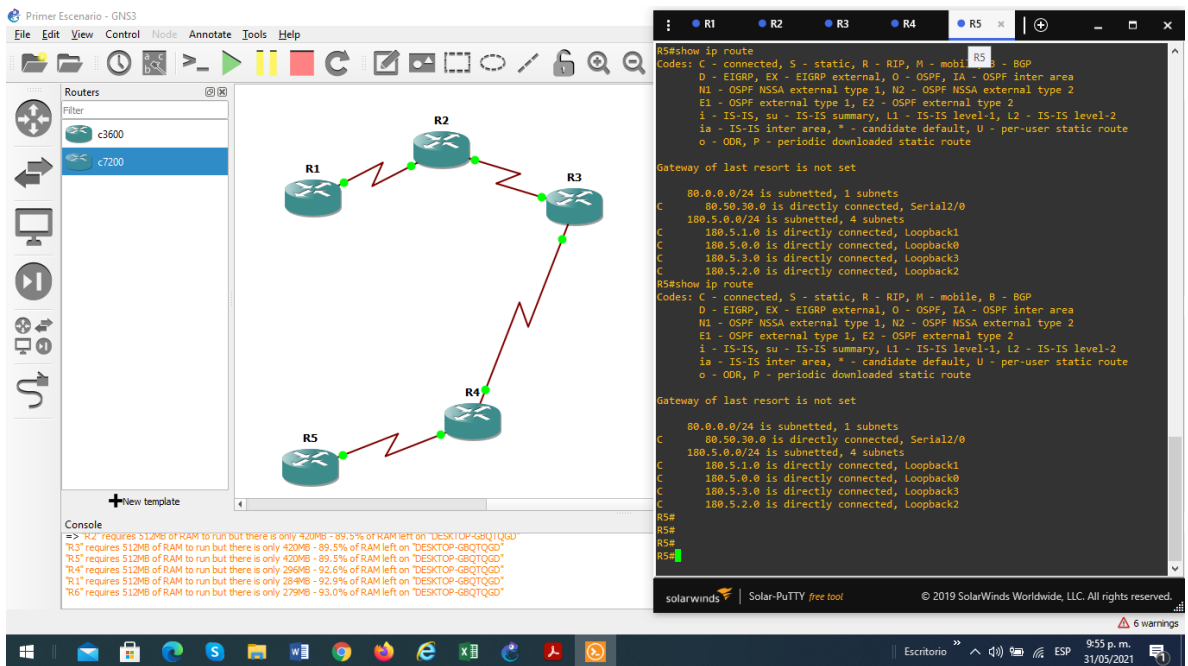 Primer Escenario - GNS3
File Edit View Control Node Annotate Tools Help
Routers
Filter
c3600
c7200
New template
R1
R2
R3
R4
R5
Console
=> "R2" requires 512MB of RAM to run but there is only 420MB - 89.5% of RAM left on "DESKTOP-GBQTQGD"
"R3" requires 512MB of RAM to run but there is only 420MB - 89.5% of RAM left on "DESKTOP-GBQTQGD"
"R5" requires 512MB of RAM to run but there is only 420MB - 89.5% of RAM left on "DESKTOP-GBQTQGD"
"R4" requires 512MB of RAM to run but there is only 296MB - 92.6% of RAM left on "DESKTOP-GBQTQGD"
"R1" requires 512MB of RAM to run but there is only 284MB - 92.9% of RAM left on "DESKTOP-GBQTQGD"
"R6" requires 512MB of RAM to run but there is only 279MB - 93.0% of RAM left on "DESKTOP-GBQTQGD"
R1 R2 R3 R4 R5
R5
R5#show ip route
Codes: C - connected, S - static, R - RIP, M - mobile, B - BGP
D - EIGRP, EX - EIGRP external, O - OSPF, IA - OSPF inter area
N1 - OSPF NSSA external type 1, N2 - OSPF NSSA external type 2
E1 - OSPF external type 1, E2 - OSPF external type 2
i - IS-IS, su - IS-IS summary, L1 - IS-IS level-1, L2 - IS-IS level-2
ia - IS-IS inter area, * - candidate default, U - per-user static route
o - ODR, P - periodic downloaded static route
Gateway of last resort is not set
80.0.0.0/24 is subnetted, 1 subnets
C 80.50.30.0 is directly connected, Serial2/0
180.5.0.0/24 is subnetted, 4 subnets
C 180.5.1.0 is directly connected, Loopback1
C 180.5.0.0 is directly connected, Loopback0
C 180.5.3.0 is directly connected, Loopback3
C 180.5.2.0 is directly connected, Loopback2
R5#show ip route
Codes: C - connected, S - static, R - RIP, M - mobile, B - BGP
D - EIGRP, EX - EIGRP external, O - OSPF, IA - OSPF inter area
N1 - OSPF NSSA external type 1, N2 - OSPF NSSA external type 2
E1 - OSPF external type 1, E2 - OSPF external type 2
i - IS-IS, su - IS-IS summary, L1 - IS-IS level-1, L2 - IS-IS level-2
ia - IS-IS inter area, * - candidate default, U - per-user static route
o - ODR, P - periodic downloaded static route
Gateway of last resort is not set
80.0.0.0/24 is subnetted, 1 subnets
C 80.50.30.0 is directly connected, Serial2/0
180.5.0.0/24 is subnetted, 4 subnets
C 180.5.1.0 is directly connected, Loopback1
C 180.5.0.0 is directly connected, Loopback0
C 180.5.3.0 is directly connected, Loopback3
C 180.5.2.0 is directly connected, Loopback2
R5#
R5#
R5#
R5#
solarwinds Solar-PuTTY free tool © 2019 SolarWinds Worldwide, LLC. All rights reserved.
6 warnings
Escritorio ESP 9:55 p. m.
31/05/2021